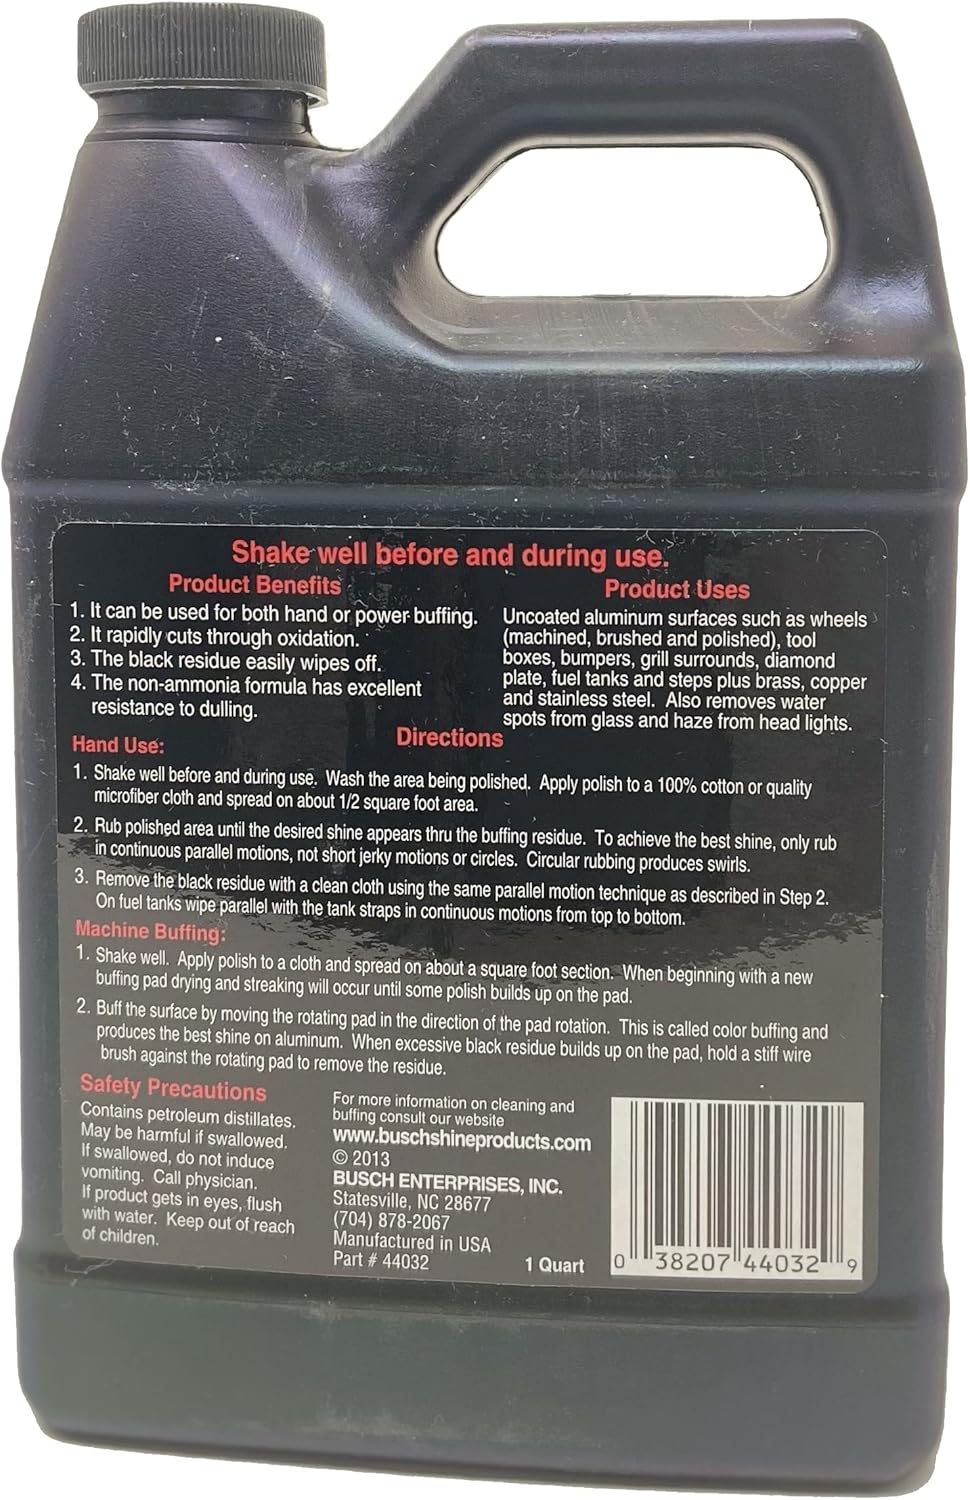 Shake well before and during use.
Product Benefits
1. It can be used for both hand or power buffing.
2. It rapidly cuts through oxidation.
3. The black residue easily wipes off.
4. The non-ammonia formula has excellent
resistance to dulling.
Product Uses
Uncoated aluminum surfaces such as wheels
(machined, brushed and polished), tool
boxes, bumpers, grill surrounds, diamond
plate, fuel tanks and steps plus brass, copper
and stainless steel. Also removes water
spots from glass and haze from head lights.
Directions
Hand Use:
1. Shake well before and during use. Wash the area being polished. Apply polish to a 100% cotton or quality
microfiber cloth and spread on about 1/2 square foot area.
2. Rub polished area until the desired shine appears thru the buffing residue. To achieve the best shine, only rub
in continuous parallel motions, not short jerky motions or circles. Circular rubbing produces swirls.
3. Remove the black residue with a clean cloth using the same parallel motion technique as described in Step 2.
On fuel tanks wipe parallel with the tank straps in continuous motions from top to bottom.
Machine Buffing:
1. Shake well. Apply polish to a cloth and spread on about a square foot section. When beginning with a new
buffing pad drying and streaking will occur until some polish builds up on the pad.
2. Buff the surface by moving the rotating pad in the direction of the pad rotation. This is called color buffing and
produces the best shine on aluminum. When excessive black residue builds up on the pad, hold a stiff wire
brush against the rotating pad to remove the residue.
Safety Precautions
Contains petroleum distillates.
May be harmful if swallowed.
If swallowed, do not induce
vomiting. Call physician.
If product gets in eyes, flush
with water. Keep out of reach
of children.
For more information on cleaning and
buffing consult our website
www.buschshineproducts.com
© 2013
BUSCH ENTERPRISES, INC.
Statesville, NC 28677
(704) 878-2067
Manufactured in USA
Part # 44032
1 Quart
0 38207 44032 9